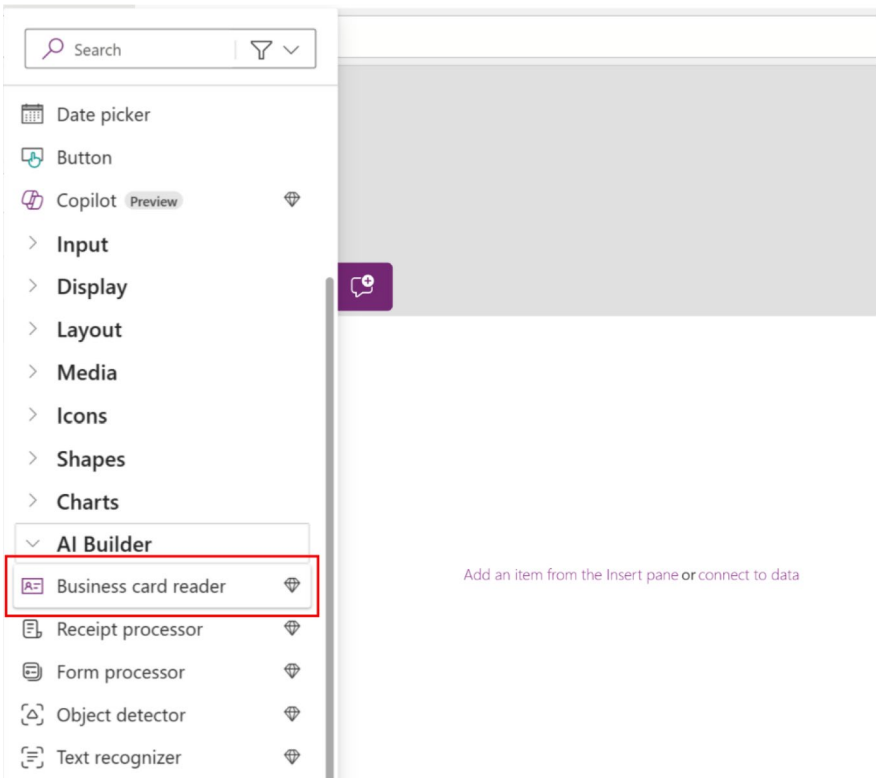 Search
Date picker
Button
Copilot Preview
Input
Display
Layout
Media
Icons
Shapes
Charts
AI Builder
Business card reader
Add an item from the Insert pane or connect to data
Receipt processor
Form processor
Object detector
Text recognizer